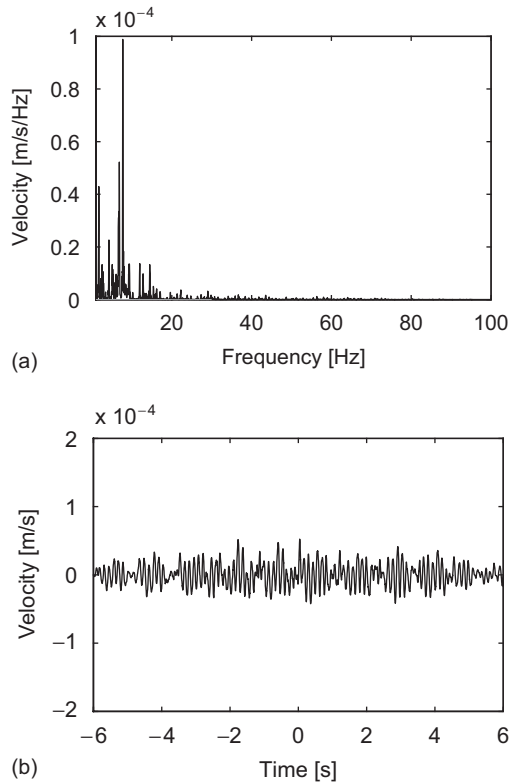 x 10⁻⁴
1
0.8
0.6
0.4
0.2
0
20
40
60
80
100
Velocity [m/s/Hz]
Frequency [Hz]
(a)
x 10⁻⁴
2
1
0
−1
−2
−6
−4
−2
0
2
4
6
Velocity [m/s]
Time [s]
(b)